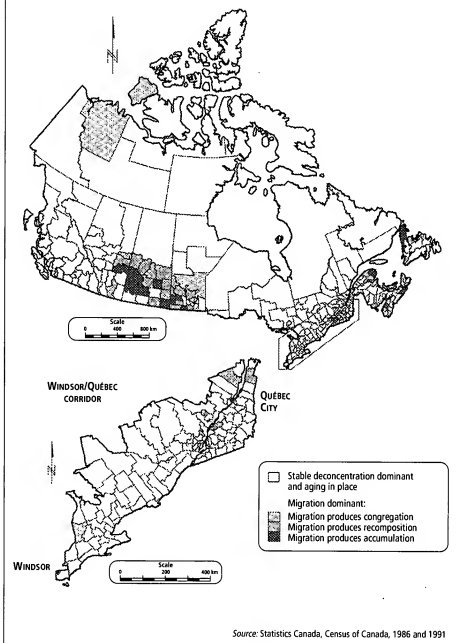 N
Scale
0 400 800 km
WINDSOR/QUÉBEC
CORRIDOR
QUÉBEC
CITY
N
Stable deconcentration dominant
and aging in place
Migration dominant:
Migration produces congregation
Migration produces recomposition
Migration produces accumulation
WINDSOR
Scale
0 200 400 km
Source: Statistics Canada, Census of Canada, 1986 and 1991